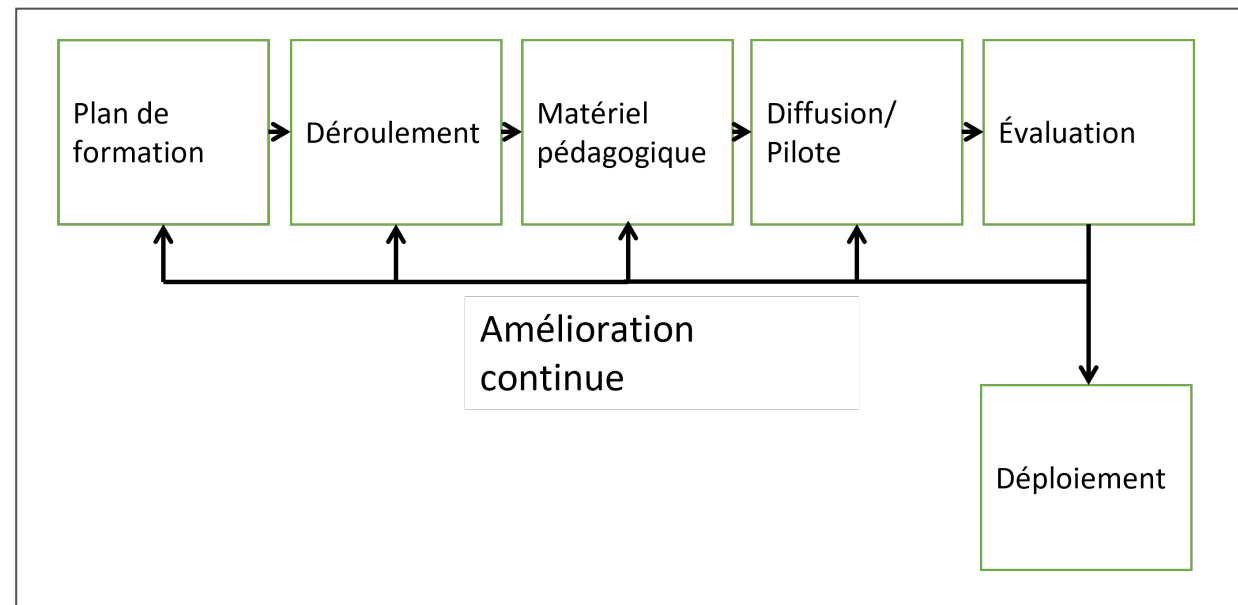 Plan de
formation
Déroulement
Matériel
pédagogique
Diffusion/
Pilote
Évaluation
Amélioration
continue
Déploiement